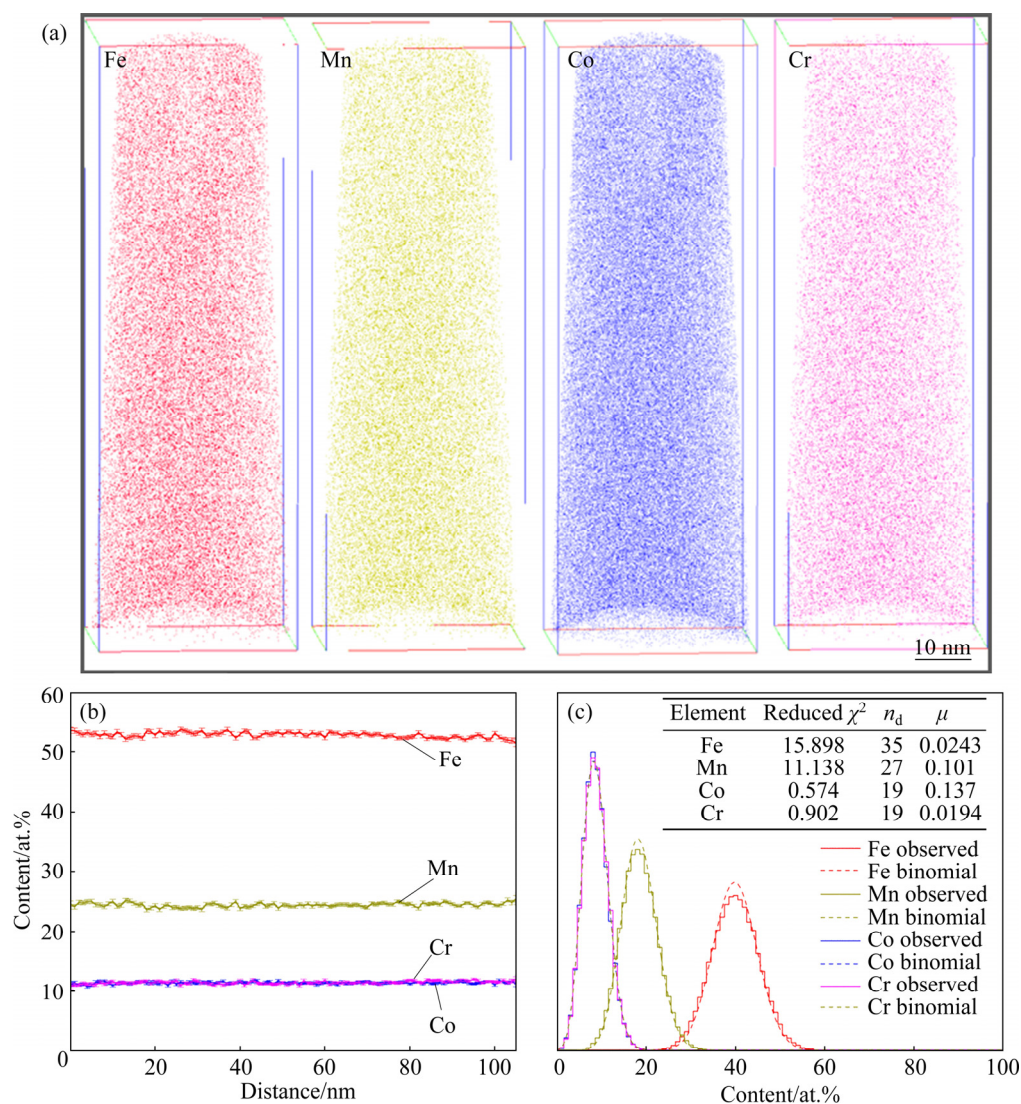 (a)
Fe
Mn
Co
Cr
10 nm
(b)
60
50
40
30
20
10
0
Content/at.%
Fe
Mn
Cr
Co
20
40
60
80
100
Distance/nm
(c)
Element Reduced χ² n_d μ
Fe 15.898 35 0.0243
Mn 11.138 27 0.101
Co 0.574 19 0.137
Cr 0.902 19 0.0194
Fe observed
Fe binomial
Mn observed
Mn binomial
Co observed
Co binomial
Cr observed
Cr binomial
0
20
40
60
80
100
Content/at.%